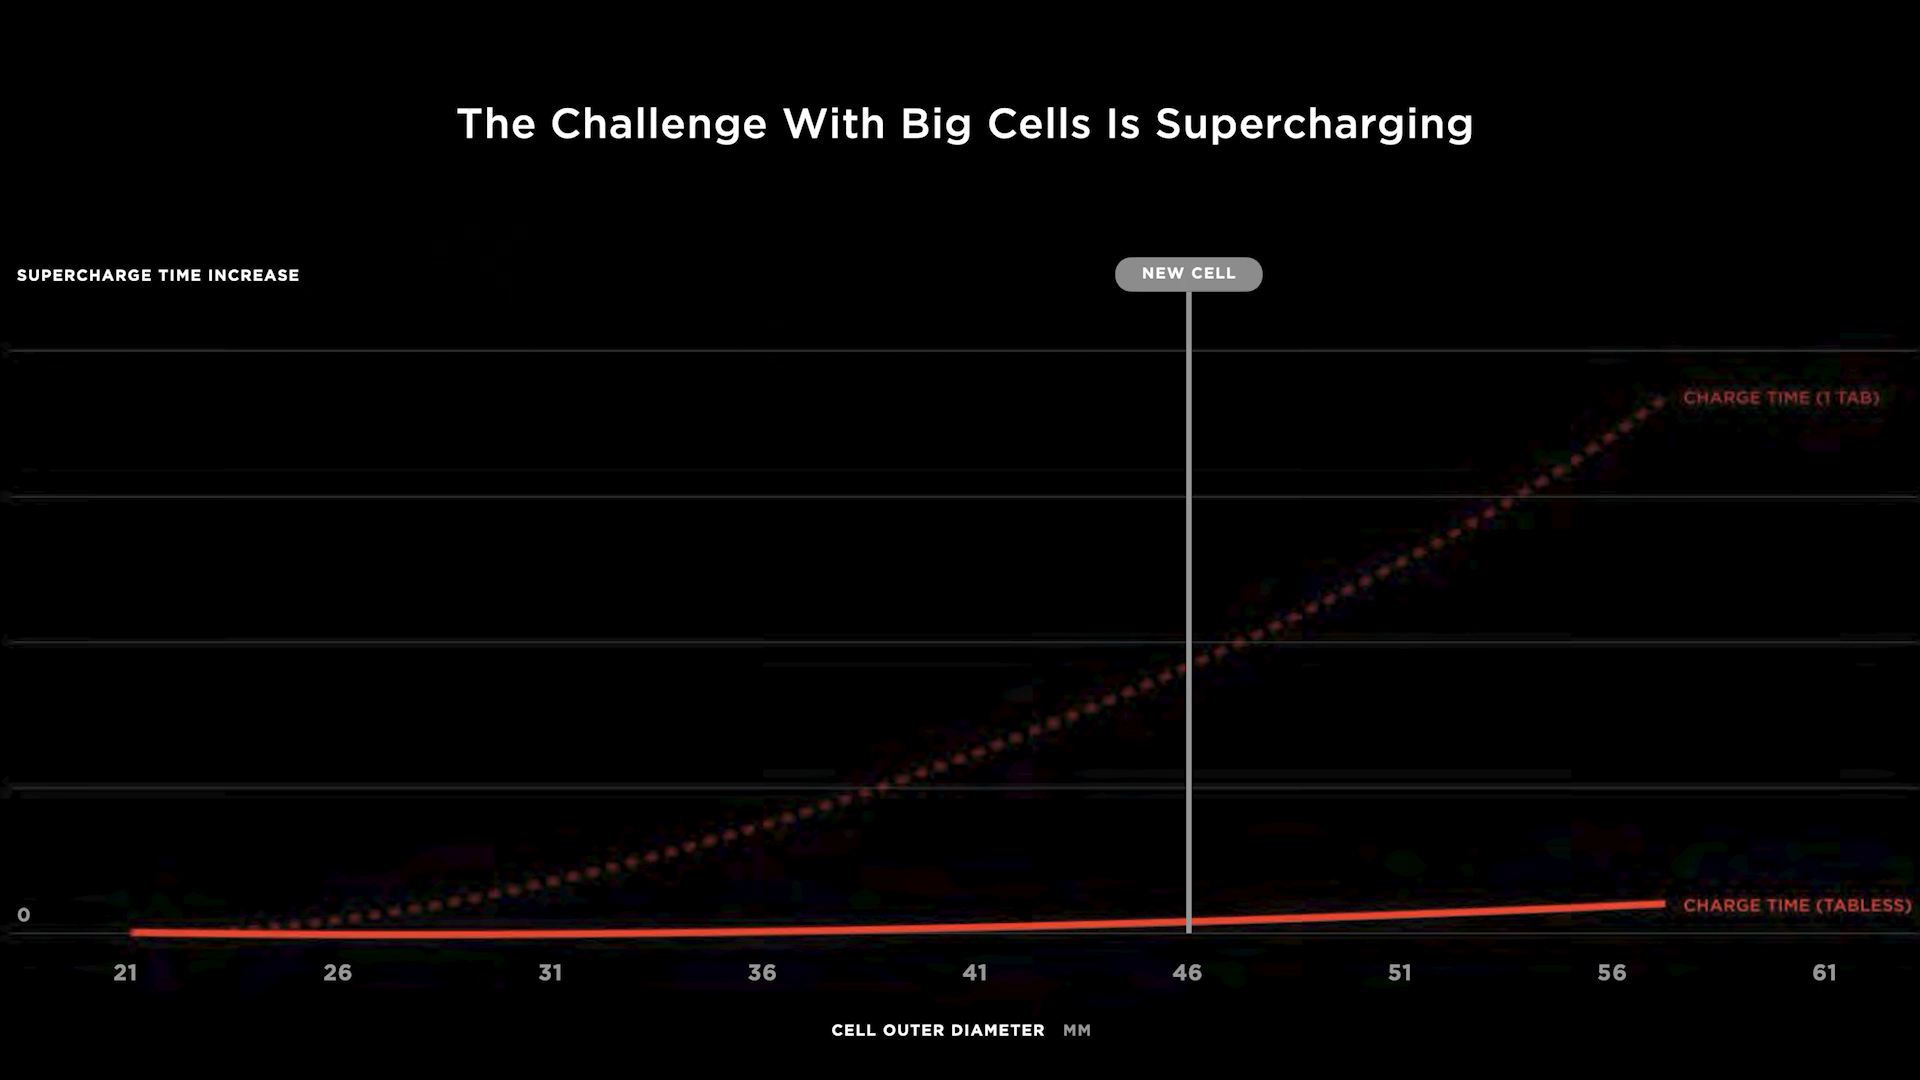 The Challenge With Big Cells Is Supercharging
SUPERCHARGE TIME INCREASE
NEW CELL
CHARGE TIME (1 TAB)
CHARGE TIME (TABLESS)
0
21 26 31 36 41 46 51 56 61
CELL OUTER DIAMETER MM